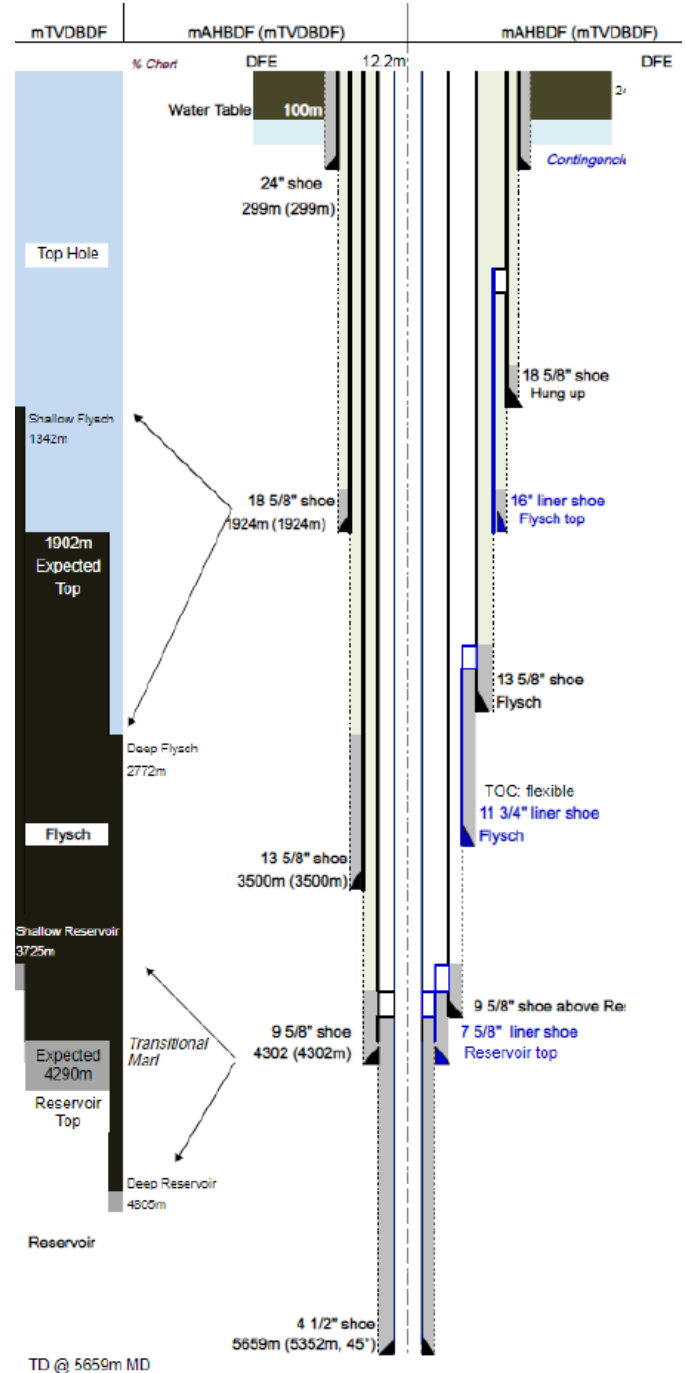 mTVDBDF
mAHBDF (mTVDBDF)
mAHBDF (mTVDBDF)
% Chart
DFE
12.2m
DFE
Water Table 100m
24" shoe
299m (299m)
Top Hole
Shallow Flysch
1342m
18 5/8" shoe
1924m (1924m)
1902m
Expected
Top
Deep Flysch
2772m
Flysch
13 5/8" shoe
3500m (3500m)
Shallow Reservoir
3725m
Transitional
Marl
9 5/8" shoe
4302 (4302m)
Expected
4290m
Reservoir
Top
Deep Reservoir
4805m
Reservoir
4 1/2" shoe
5659m (5352m, 45°)
TD @ 5659m MD
Contingencie
18 5/8" shoe
Hung up
16" liner shoe
Flysch top
13 5/8" shoe
Flysch
TOC: flexible
11 3/4" liner shoe
Flysch
9 5/8" shoe above Res
7 5/8" liner shoe
Reservoir top